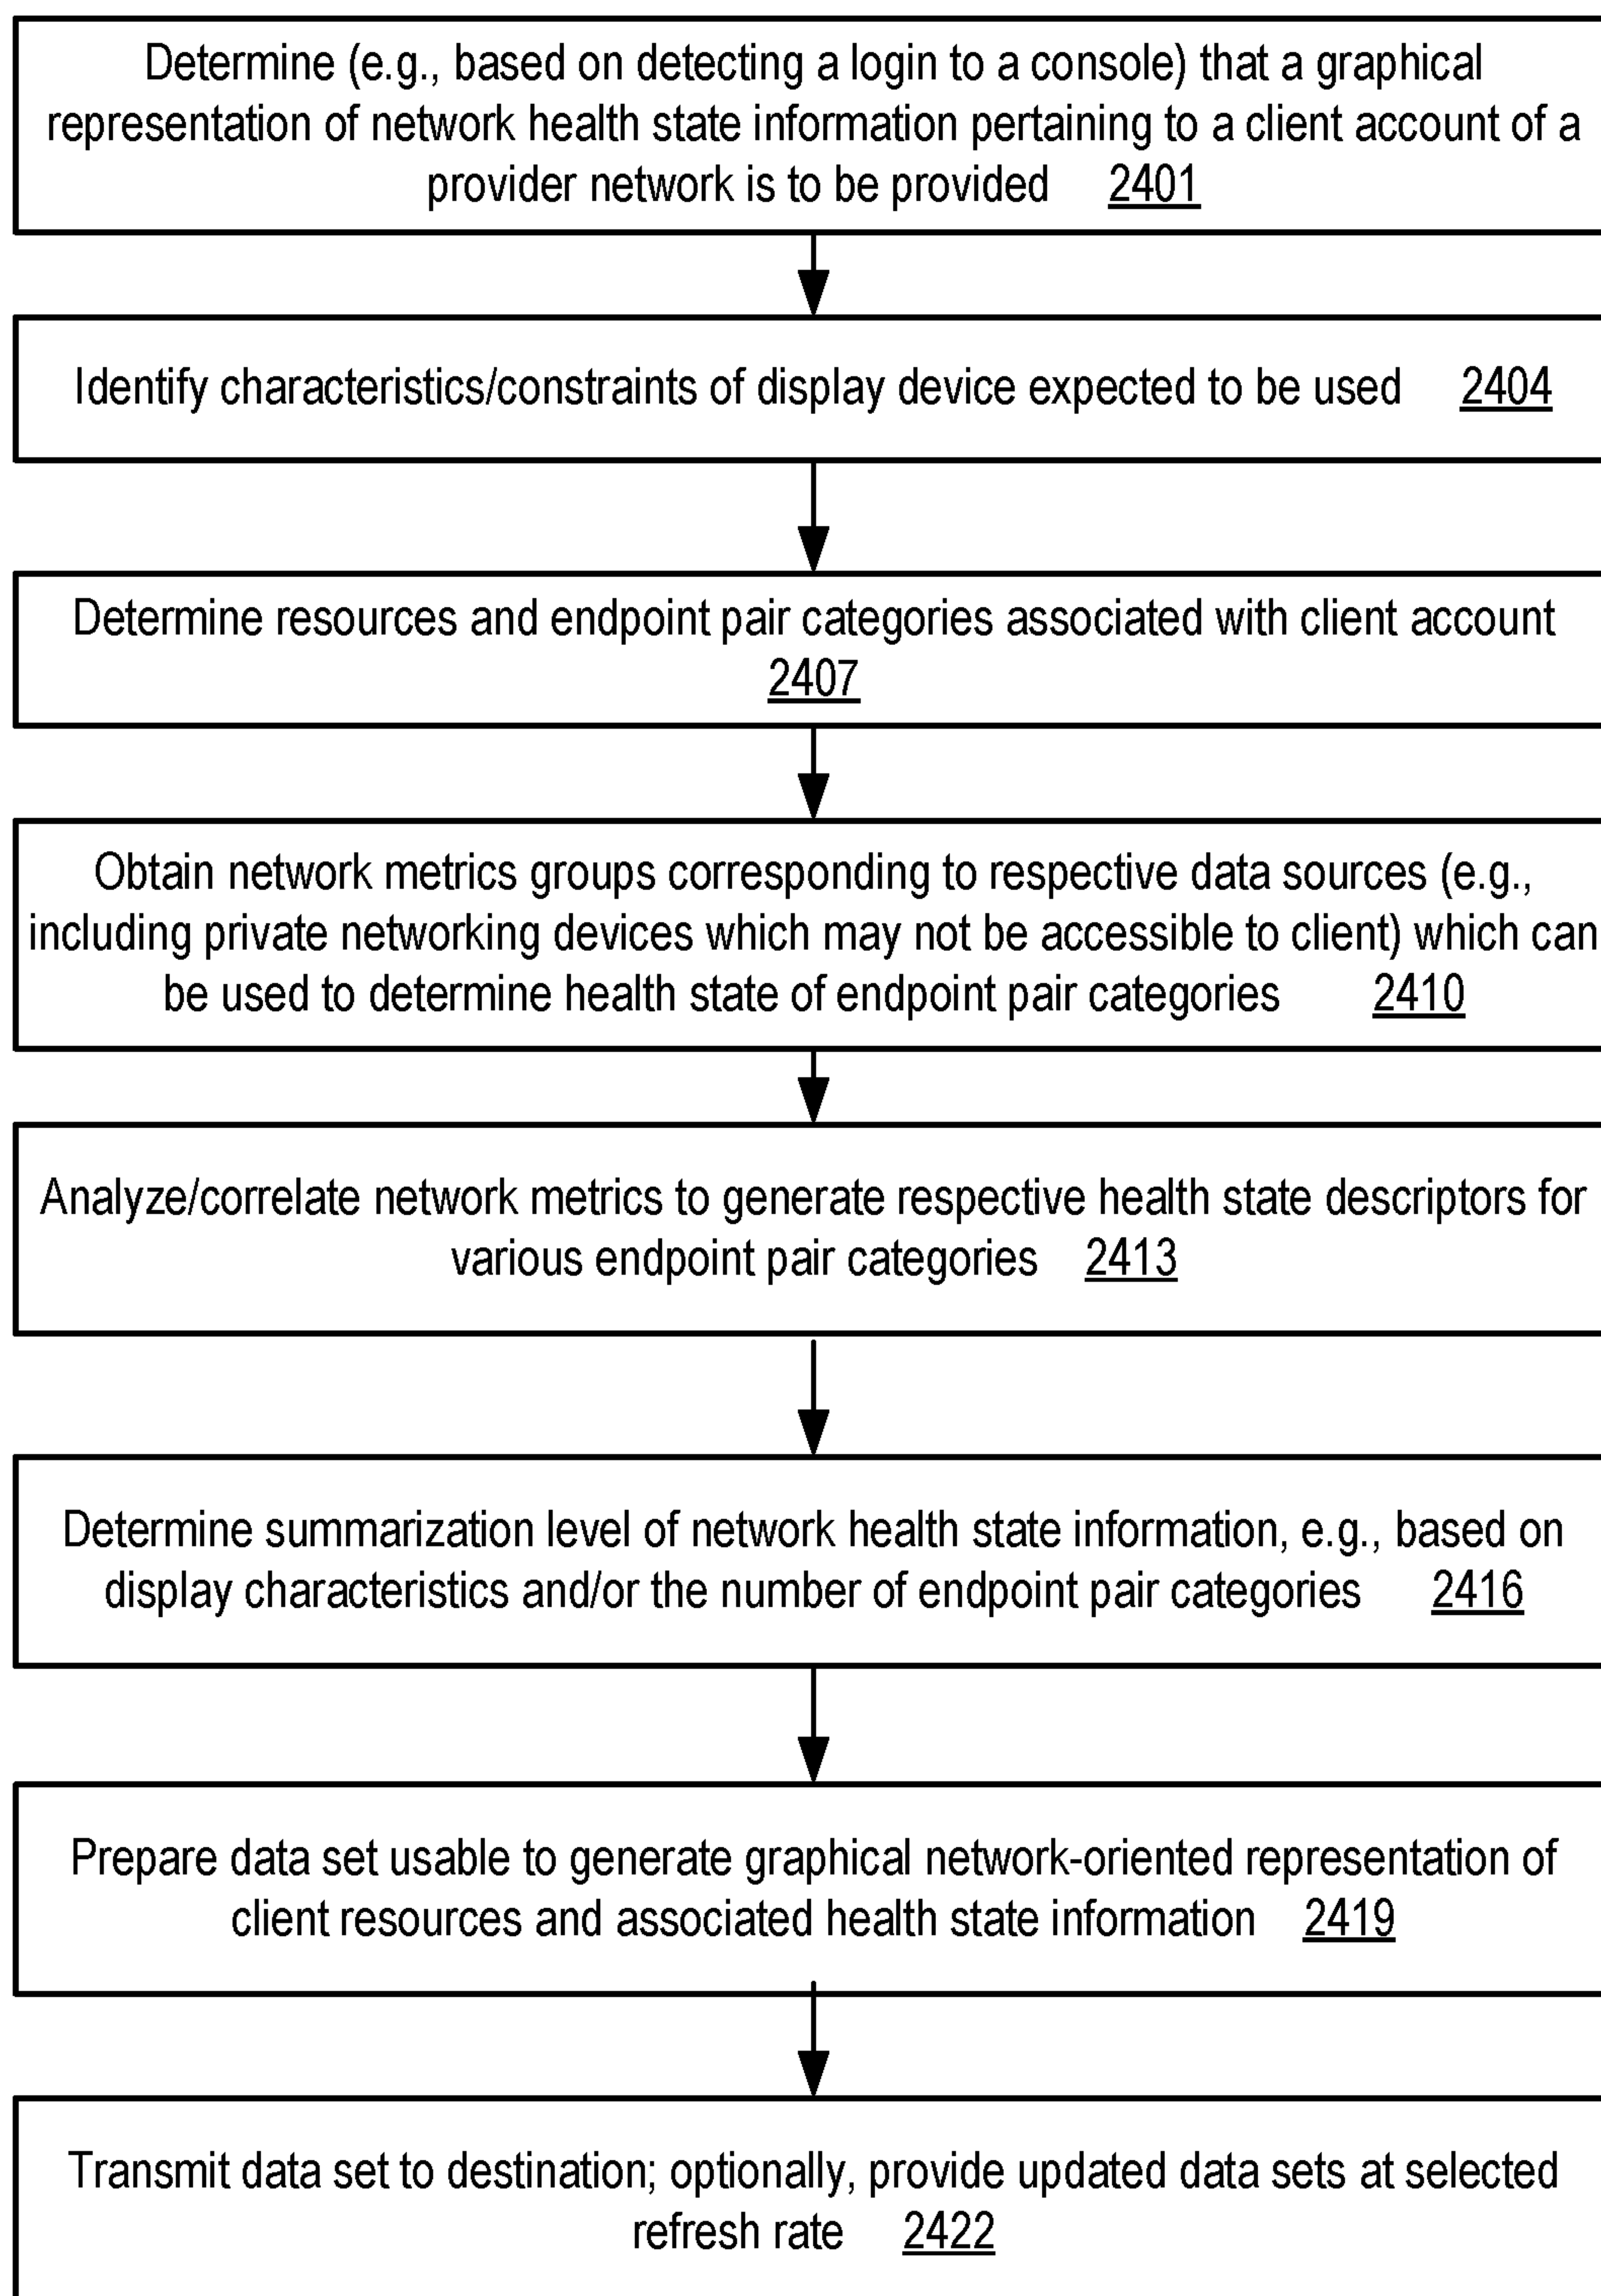 Determine (e.g., based on detecting a login to a console) that a graphical
representation of network health state information pertaining to a client account of a
provider network is to be provided 2401
Identify characteristics/constraints of display device expected to be used 2404
Determine resources and endpoint pair categories associated with client account
2407
Obtain network metrics groups corresponding to respective data sources (e.g.,
including private networking devices which may not be accessible to client) which can
be used to determine health state of endpoint pair categories 2410
Analyze/correlate network metrics to generate respective health state descriptors for
various endpoint pair categories 2413
Determine summarization level of network health state information, e.g., based on
display characteristics and/or the number of endpoint pair categories 2416
Prepare data set usable to generate graphical network-oriented representation of
client resources and associated health state information 2419
Transmit data set to destination; optionally, provide updated data sets at selected
refresh rate 2422